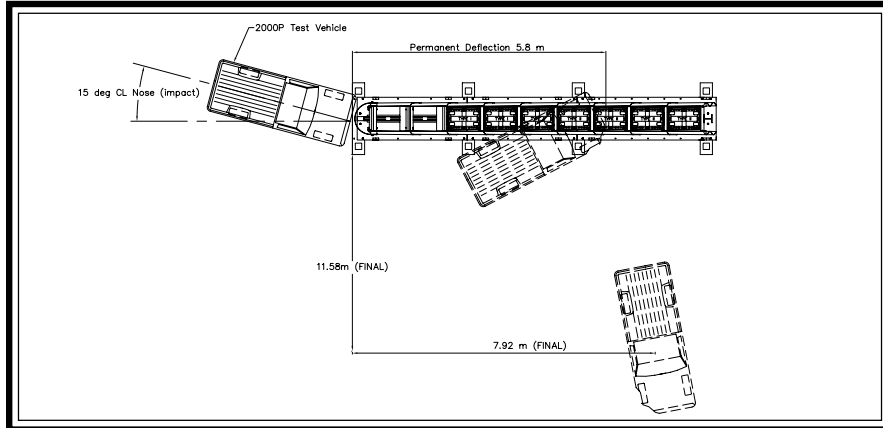 2000P Test Vehicle
Permanent Deflection 5.8 m
15 deg CL Nose (impact)
11.58m (FINAL)
7.92 m (FINAL)